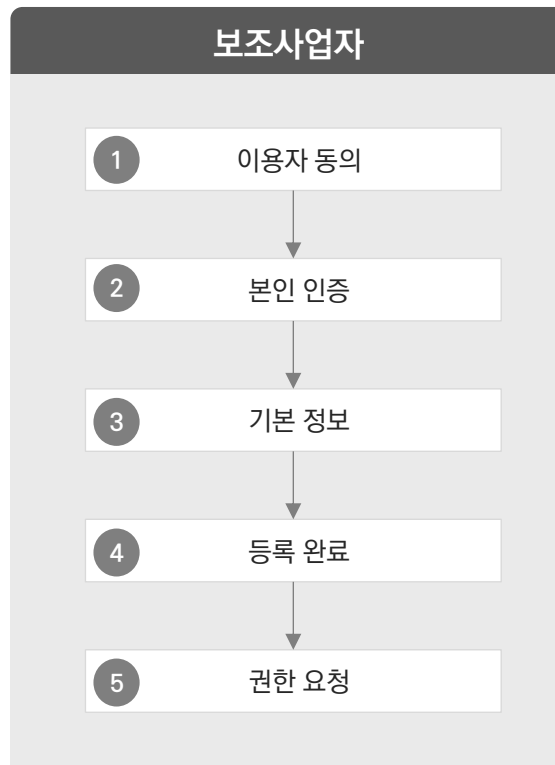 보조사업자
1 이용자 동의
2 본인 인증
3 기본 정보
4 등록 완료
5 권한 요청